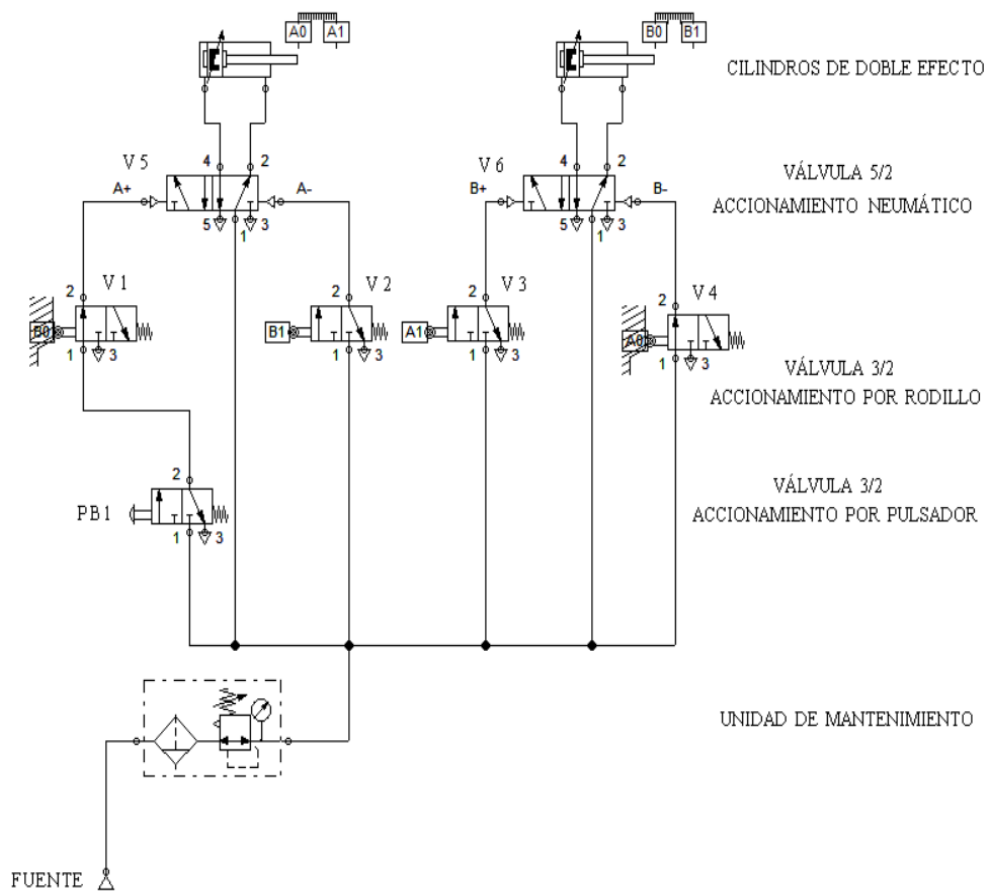 A0 A1 B0 B1
CILINDROS DE DOBLE EFECTO
V 5 4 2 V 6 4 2
VÁLVULA 5/2
A+ A- B+ B-
ACCIONAMIENTO NEUMÁTICO
5 1 3 5 1 3
V 1 V 2 V 3 V 4
2 2 2 2
B0 B1 A1 A0
1 3 1 3 1 3 1 3
VÁLVULA 3/2
ACCIONAMIENTO POR RODILLO
2
VÁLVULA 3/2
PB1
ACCIONAMIENTO POR PULSADOR
1 3
UNIDAD DE MANTENIMIENTO
FUENTE